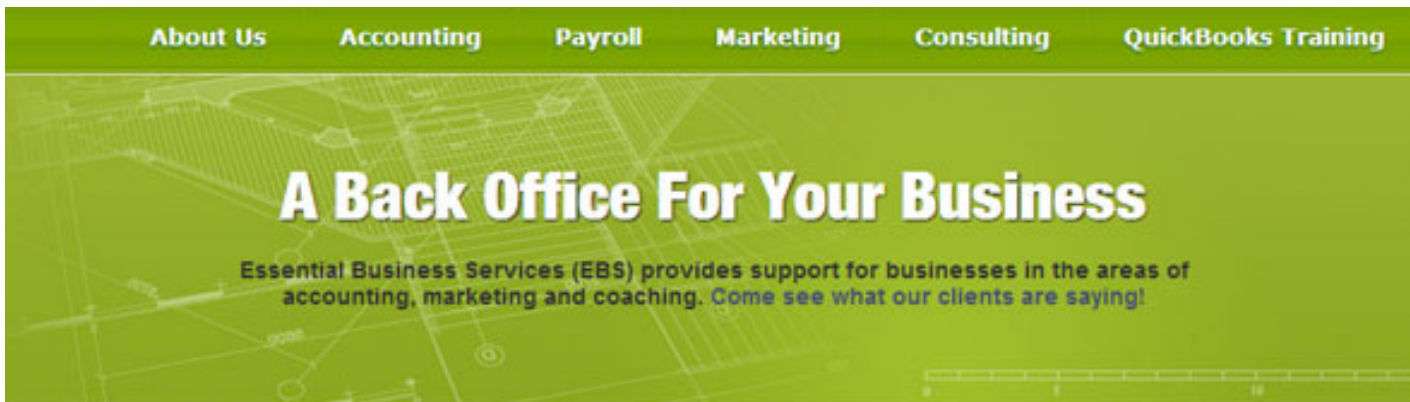 About Us Accounting Payroll Marketing Consulting QuickBooks Training
A Back Office For Your Business
Essential Business Services (EBS) provides support for businesses in the areas of
accounting, marketing and coaching. Come see what our clients are saying!